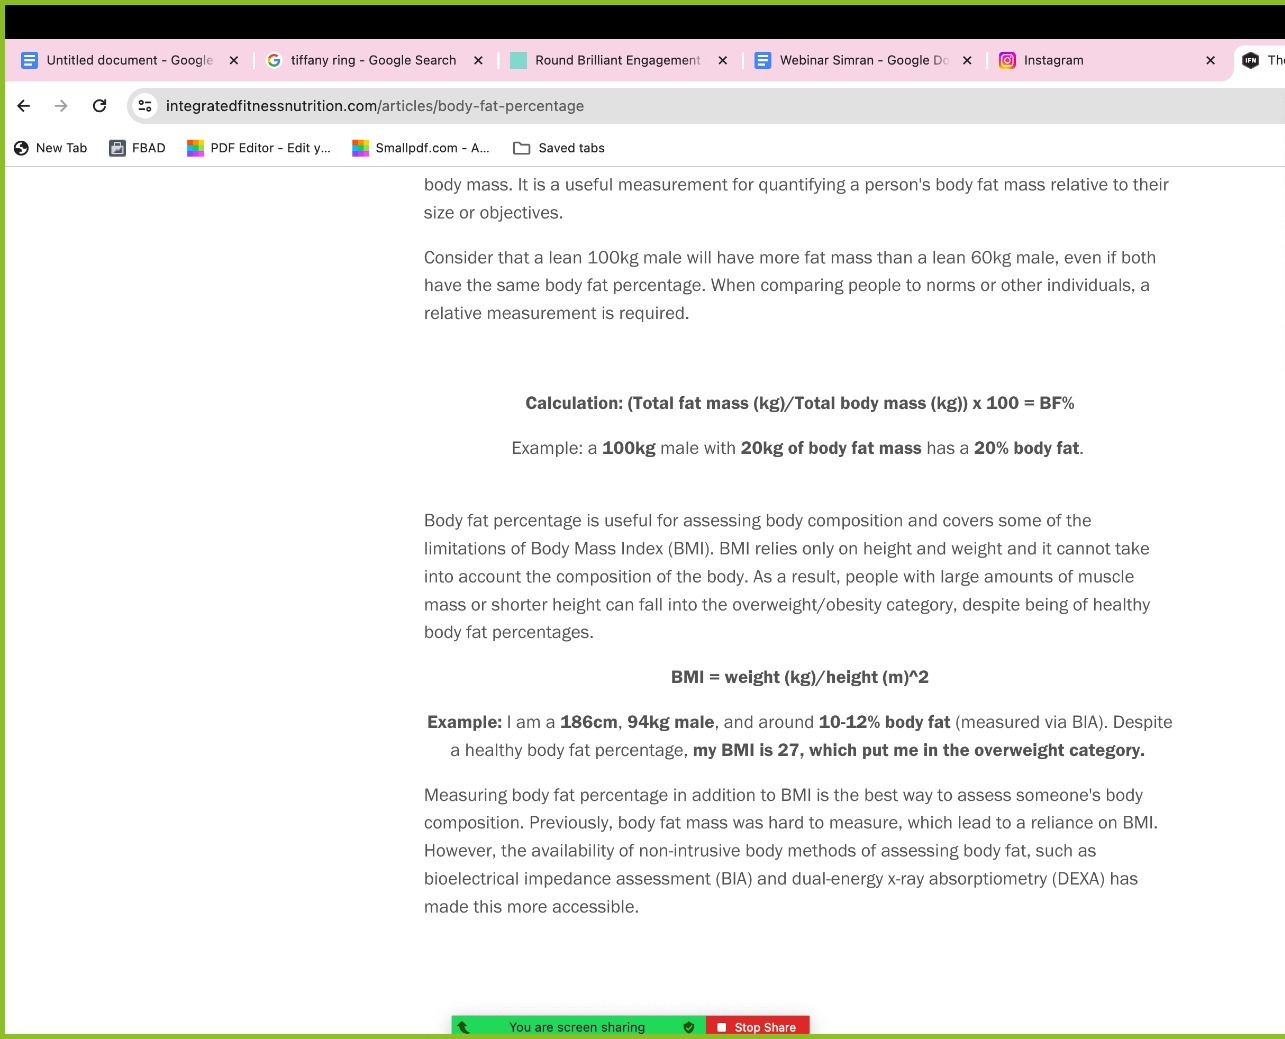 Untitled document - Google
tiffany ring - Google Search
Round Brilliant Engagement
Webinar Simran - Google Do
Instagram
IFN
The
integratedfitnessnutrition.com/articles/body-fat-percentage
New Tab
FBAD
PDF Editor - Edit y...
Smallpdf.com - A...
Saved tabs
body mass. It is a useful measurement for quantifying a person's body fat mass relative to their
size or objectives.
Consider that a lean 100kg male will have more fat mass than a lean 60kg male, even if both
have the same body fat percentage. When comparing people to norms or other individuals, a
relative measurement is required.
Calculation: (Total fat mass (kg)/Total body mass (kg)) x 100 = BF%
Example: a 100kg male with 20kg of body fat mass has a 20% body fat.
Body fat percentage is useful for assessing body composition and covers some of the
limitations of Body Mass Index (BMI). BMI relies only on height and weight and it cannot take
into account the composition of the body. As a result, people with large amounts of muscle
mass or shorter height can fall into the overweight/obesity category, despite being of healthy
body fat percentages.
BMI = weight (kg)/height (m)^2
Example: I am a 186cm, 94kg male, and around 10-12% body fat (measured via BIA). Despite
a healthy body fat percentage, my BMI is 27, which put me in the overweight category.
Measuring body fat percentage in addition to BMI is the best way to assess someone's body
composition. Previously, body fat mass was hard to measure, which lead to a reliance on BMI.
However, the availability of non-intrusive body methods of assessing body fat, such as
bioelectrical impedance assessment (BIA) and dual-energy x-ray absorptiometry (DEXA) has
made this more accessible.
You are screen sharing
Stop Share